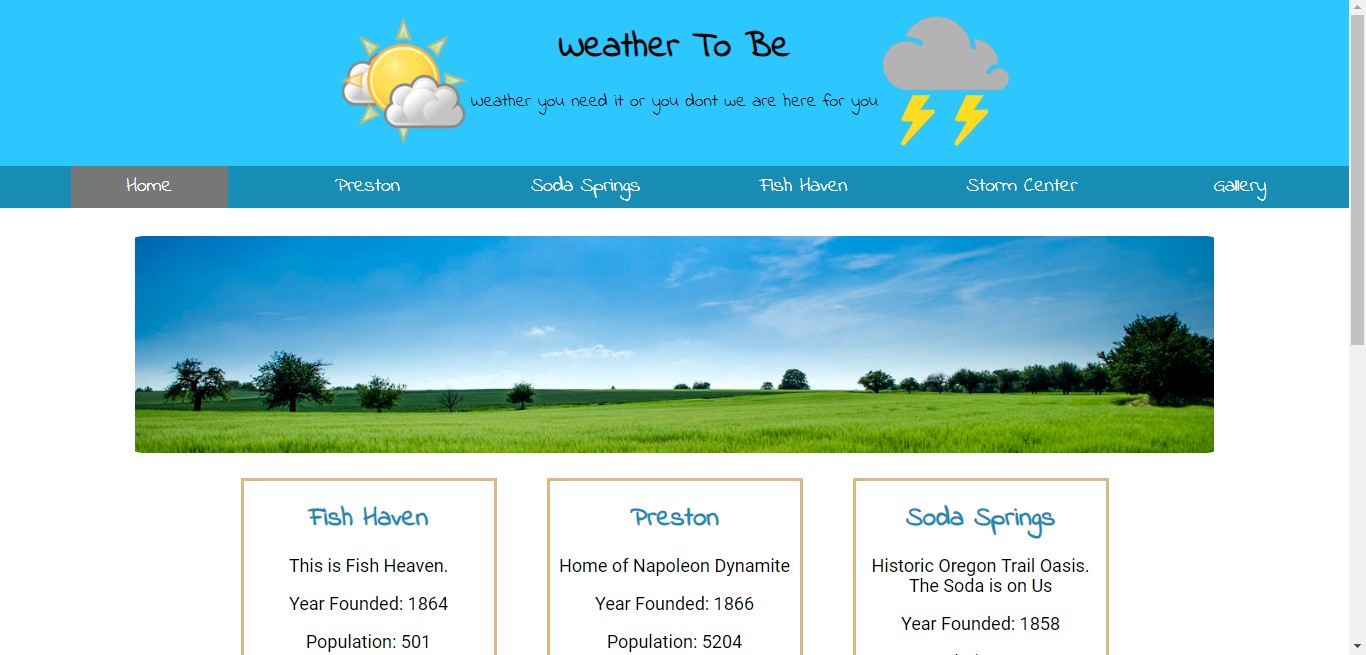 Weather To Be
Weather you need it or you dont we are here for you
Home Preston Soda Springs Fish Haven Storm Center Gallery
Fish Haven
This is Fish Heaven.
Year Founded: 1864
Population: 501
Preston
Home of Napoleon Dynamite
Year Founded: 1866
Population: 5204
Soda Springs
Historic Oregon Trail Oasis.
The Soda is on Us
Year Founded: 1858